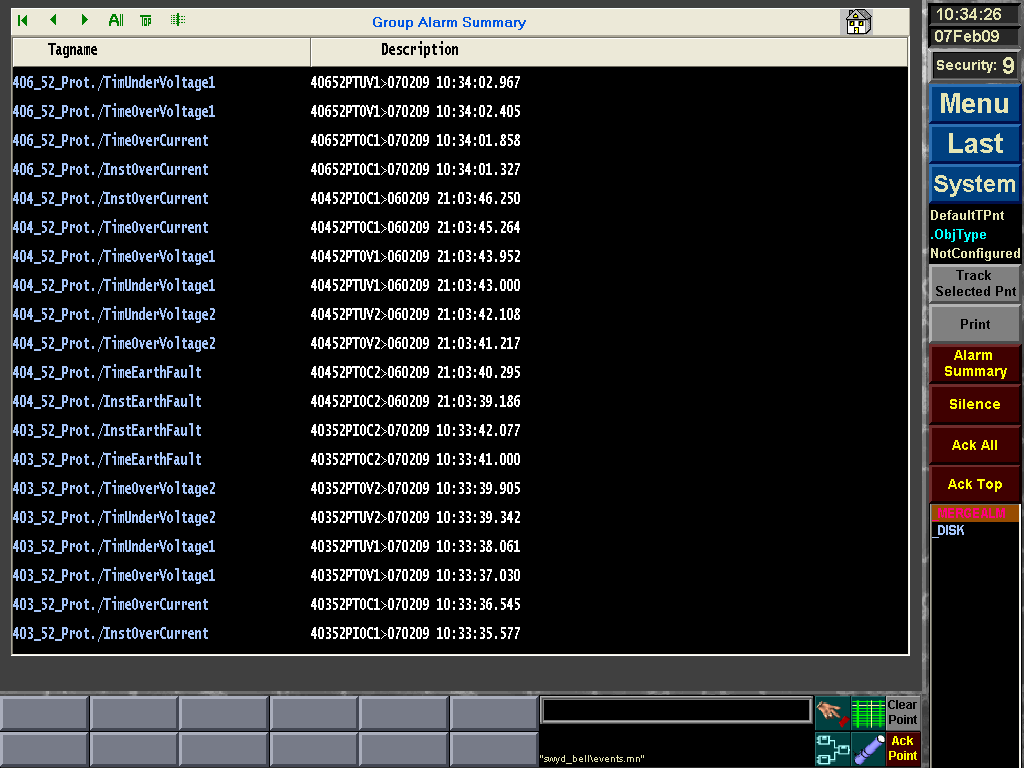 All TOP Group Alarm Summary
Tagname Description
406_52_Prot./TimUnderVoltage1 40652PTUV1>070209 10:34:02.967
406_52_Prot./TimeOverVoltage1 40652PTOV1>070209 10:34:02.405
406_52_Prot./TimeOverCurrent 40652PTOC1>070209 10:34:01.858
406_52_Prot./InstOverCurrent 40652PIOC1>070209 10:34:01.327
404_52_Prot./InstOverCurrent 40452PIOC1>060209 21:03:46.250
404_52_Prot./TimeOverCurrent 40452PTOC1>060209 21:03:45.264
404_52_Prot./TimeOverVoltage1 40452PTOV1>060209 21:03:43.952
404_52_Prot./TimUnderVoltage1 40452PTUV1>060209 21:03:43.000
404_52_Prot./TimUnderVoltage2 40452PTUV2>060209 21:03:42.108
404_52_Prot./TimeOverVoltage2 40452PTOV2>060209 21:03:41.217
404_52_Prot./TimeEarthFault 40452PTOC2>060209 21:03:40.295
404_52_Prot./InstEarthFault 40452PIOC2>060209 21:03:39.186
403_52_Prot./InstEarthFault 40352PIOC2>070209 10:33:42.077
403_52_Prot./TimeEarthFault 40352PTOC2>070209 10:33:41.000
403_52_Prot./TimeOverVoltage2 40352PTOV2>070209 10:33:39.905
403_52_Prot./TimUnderVoltage2 40352PTUV2>070209 10:33:39.342
403_52_Prot./TimUnderVoltage1 40352PTUV1>070209 10:33:38.061
403_52_Prot./TimeOverVoltage1 40352PTOV1>070209 10:33:37.030
403_52_Prot./TimeOverCurrent 40352PTOC1>070209 10:33:36.545
403_52_Prot./InstOverCurrent 40352PIOC1>070209 10:33:35.577
10:34:26
07Feb09
Security: 9
Menu
Last
System
DefaultTPnt
.ObjType
NotConfigured
Track
Selected Pnt
Print
Alarm
Summary
Silence
Ack All
Ack Top
_MERGEALM
_DISK
Clear
Point
Ack
Point
"swyd_bell\events.mn"